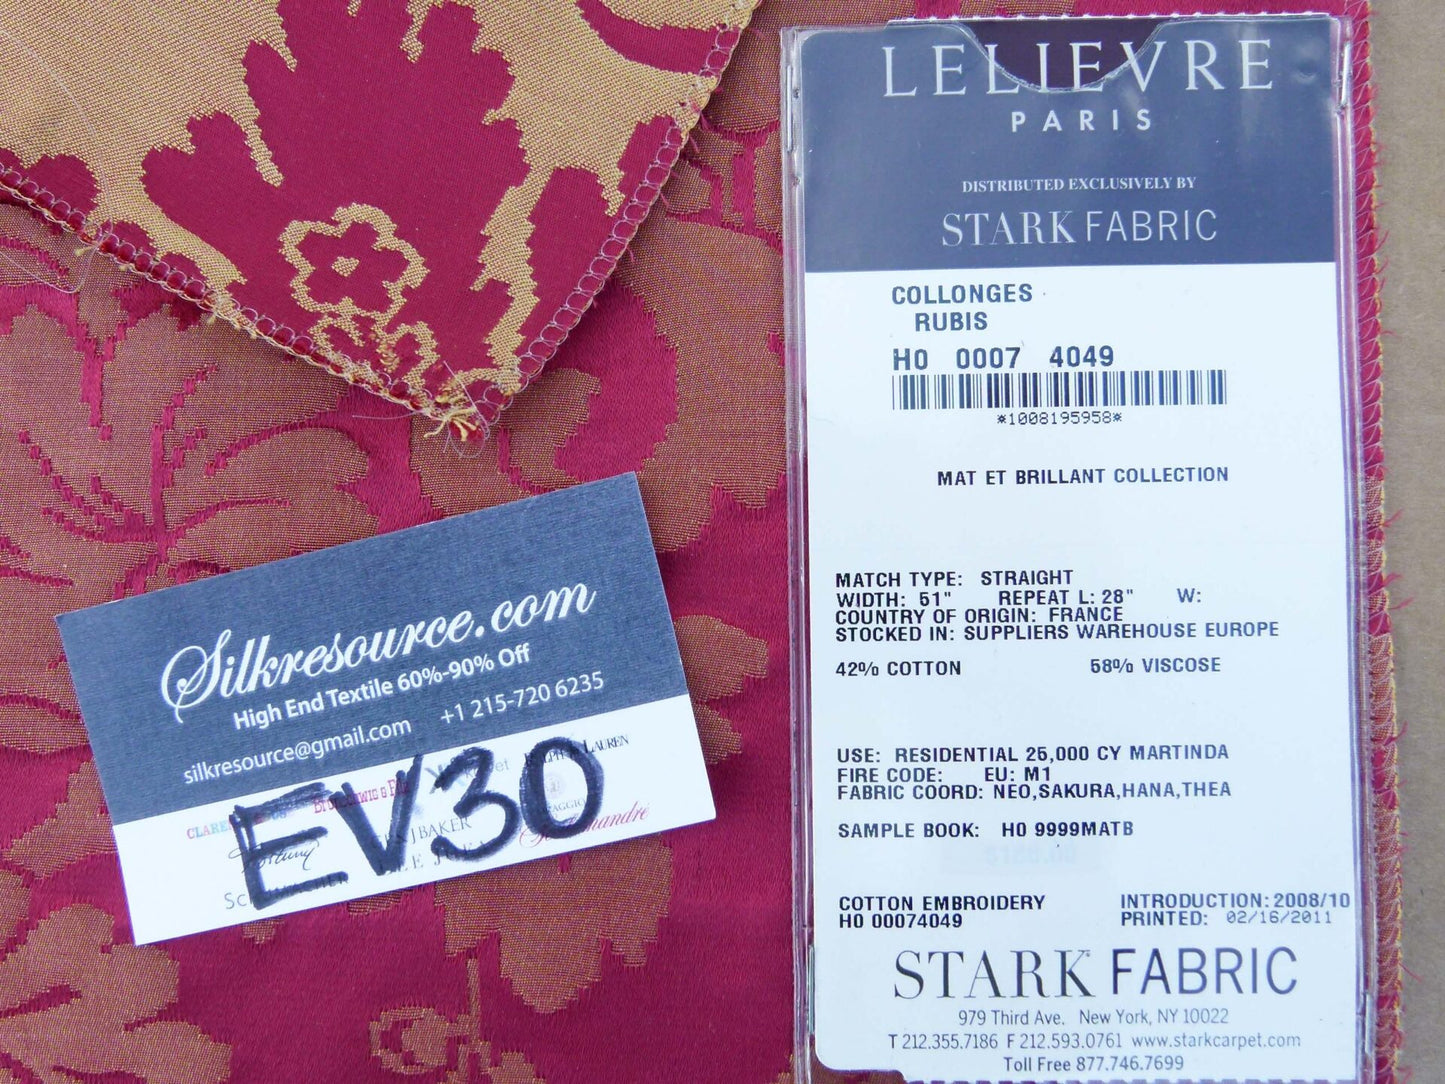 LELIEVRE
PARIS
DISTRIBUTED EXCLUSIVELY BY
STARK FABRIC
COLLONGES
RUBIS
H0 0007 4049
*1008195958*
MAT ET BRILLANT COLLECTION
MATCH TYPE: STRAIGHT
WIDTH: 51" REPEAT L: 28" W:
COUNTRY OF ORIGIN: FRANCE
STOCKED IN: SUPPLIERS WAREHOUSE EUROPE
42% COTTON 58% VISCOSE
USE: RESIDENTIAL 25,000 CY MARTINDA
FIRE CODE: EU: M1
FABRIC COORD: NEO,SAKURA,HANA,THEA
SAMPLE BOOK: H0 9999MATB
COTTON EMBROIDERY INTRODUCTION: 2008/10
H0 00074049 PRINTED: 02/16/2011
STARK FABRIC
979 Third Ave. New York, NY 10022
T 212.355.7186 F 212.593.0761 www.starkcarpet.com
Toll Free 877.746.7699
Silkresource.com
High End Textile 60%-90% Off
silkresource@gmail.com +1 215-720 6235
EV30
LAUREN
BAKER